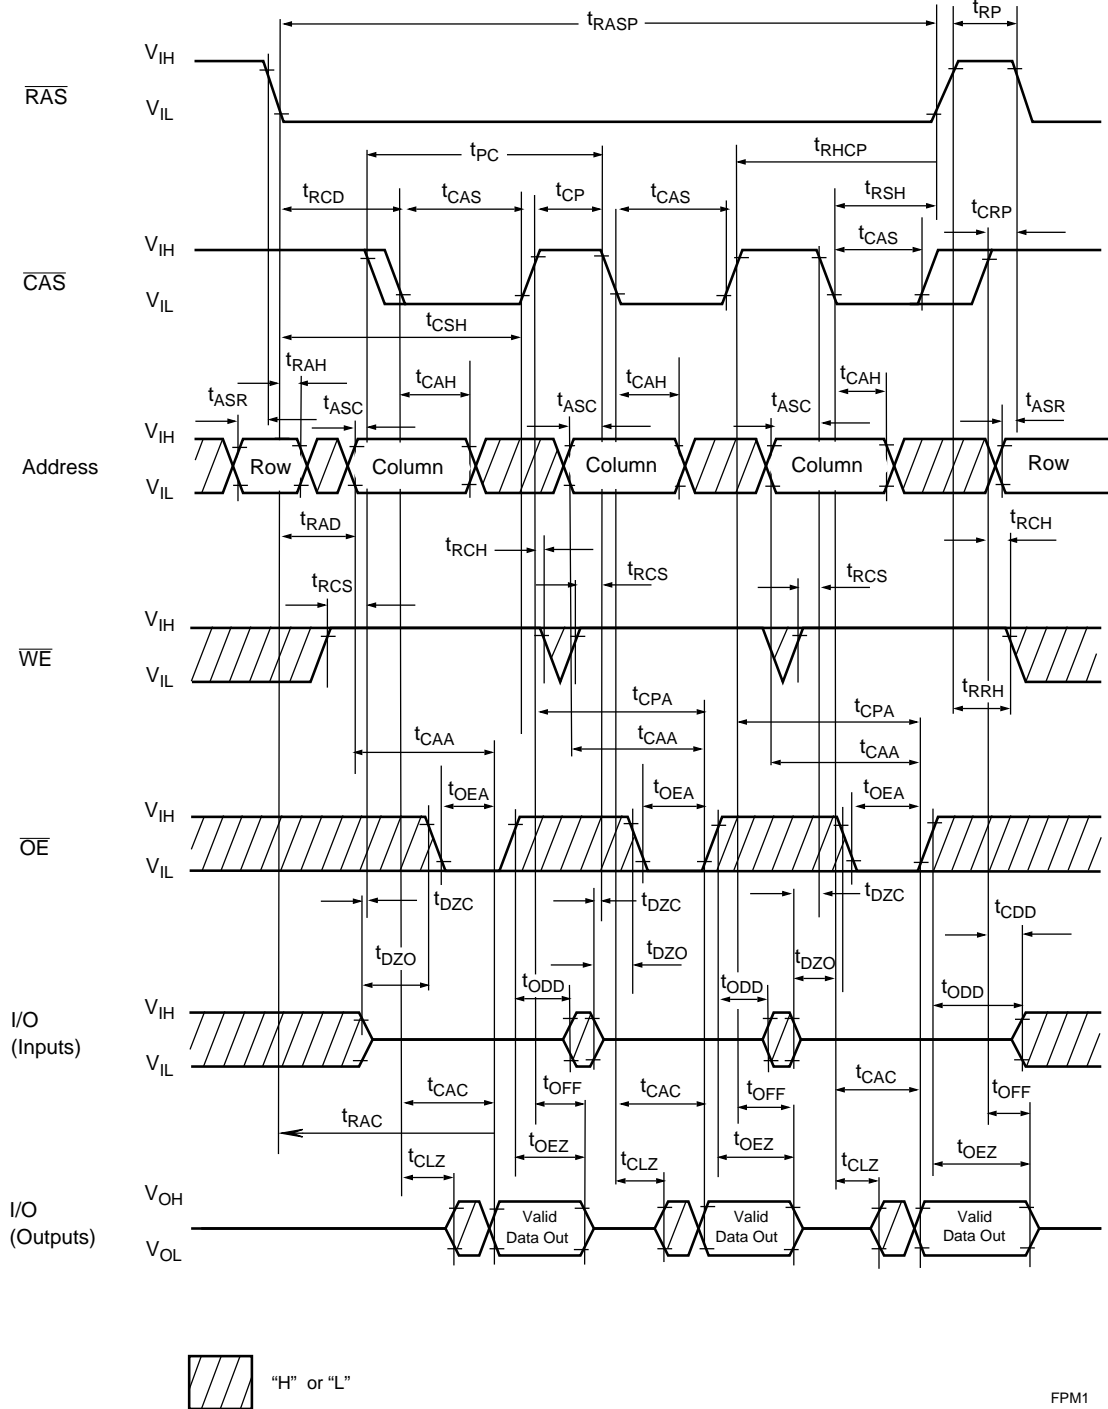 tRASP
tRP
VIH
RAS
VIL
tPC
tRHCP
tRCD
tCAS
tCP
tCAS
tRSH
tCRP
VIH
tCAS
CAS
VIL
tCSH
tRAH
tASR
tASC
tCAH
tASC
tCAH
tASC
tCAH
tASR
VIH
Address
Row
Column
Column
Column
Row
VIL
tRAD
tRCH
tRCH
tRCS
tRCS
tRCS
VIH
WE
VIL
tRRH
tCPA
tCPA
tCAA
tCAA
tCAA
tOEA
tOEA
tOEA
VIH
OE
VIL
tDZC
tDZC
tDZC
tCDD
tDZO
tDZO
tDZO
tODD
tODD
tODD
VIH
I/O
(Inputs)
VIL
tCAC
tOFF
tCAC
tOFF
tCAC
tOFF
tRAC
tOEZ
tOEZ
tOEZ
tCLZ
tCLZ
tCLZ
VOH
I/O
(Outputs)
Valid
Data Out
Valid
Data Out
Valid
Data Out
VOL
“H” or “L”
FPM1